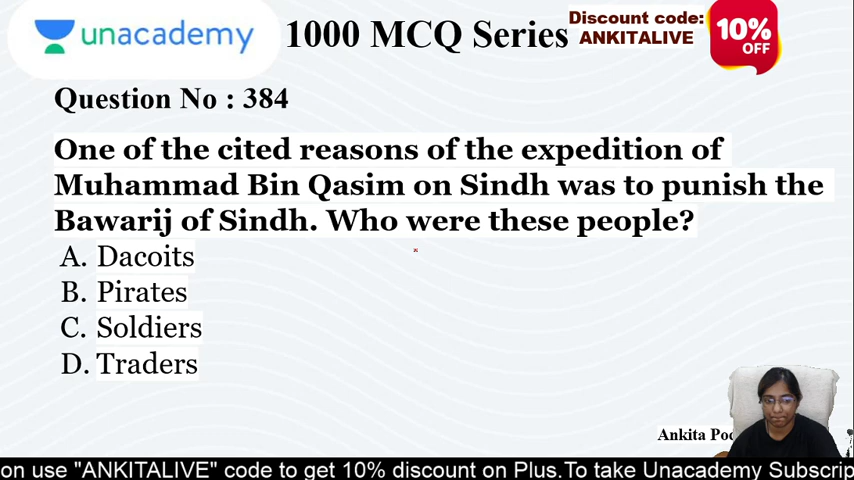 unacademy
1000 MCQ Series
Discount code:
ANKITALIVE
10%
OFF
Question No : 384
One of the cited reasons of the expedition of
Muhammad Bin Qasim on Sindh was to punish the
Bawarij of Sindh. Who were these people?
A. Dacoits
B. Pirates
C. Soldiers
D. Traders
Ankita
on use "ANKITALIVE" code to get 10% discount on Plus.To take Unacademy